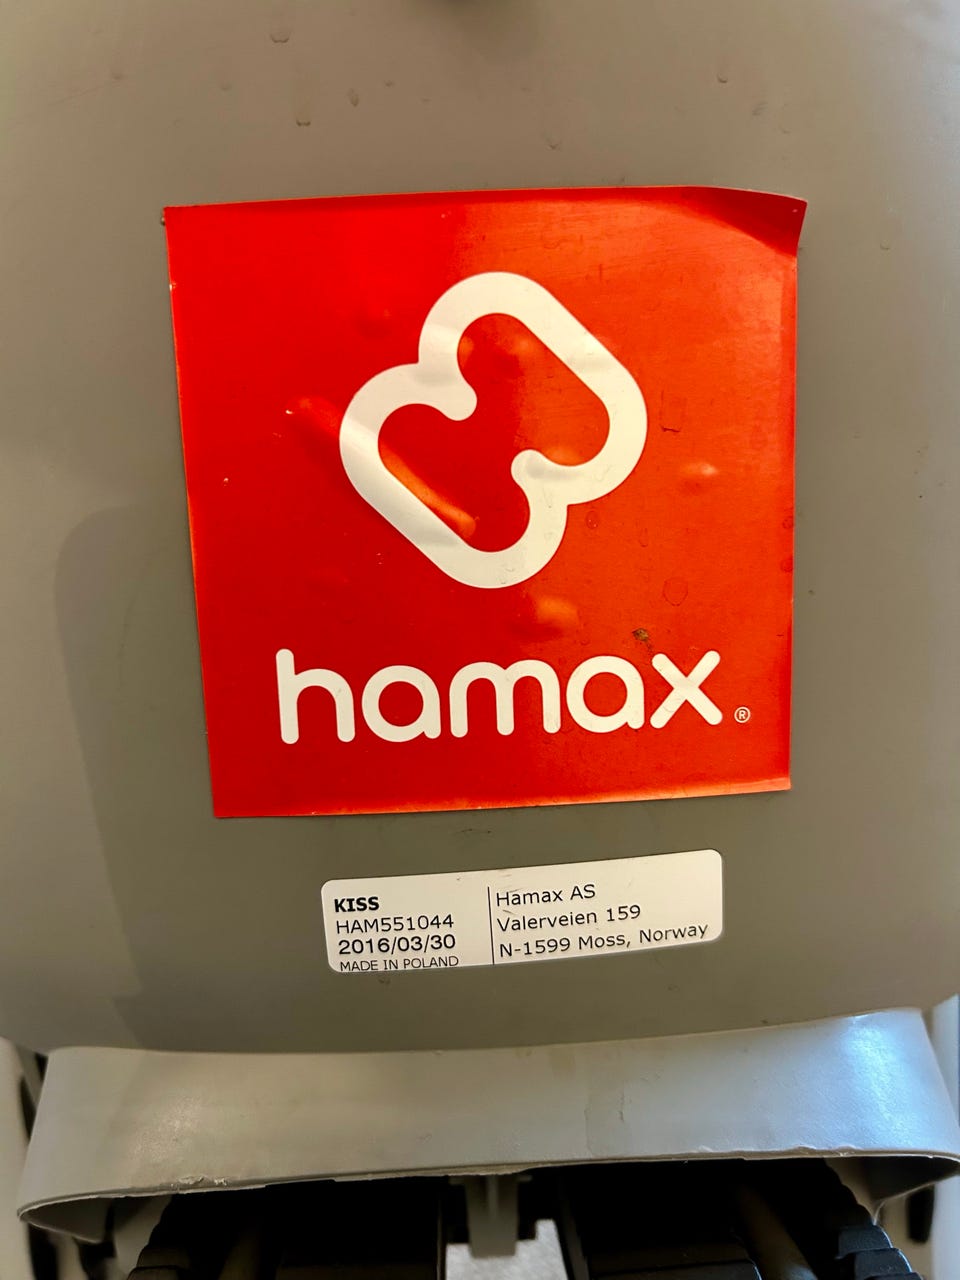 hamax®
KISS
HAM551044
2016/03/30
MADE IN POLAND
Hamax AS
Valerveien 159
N-1599 Moss, Norway